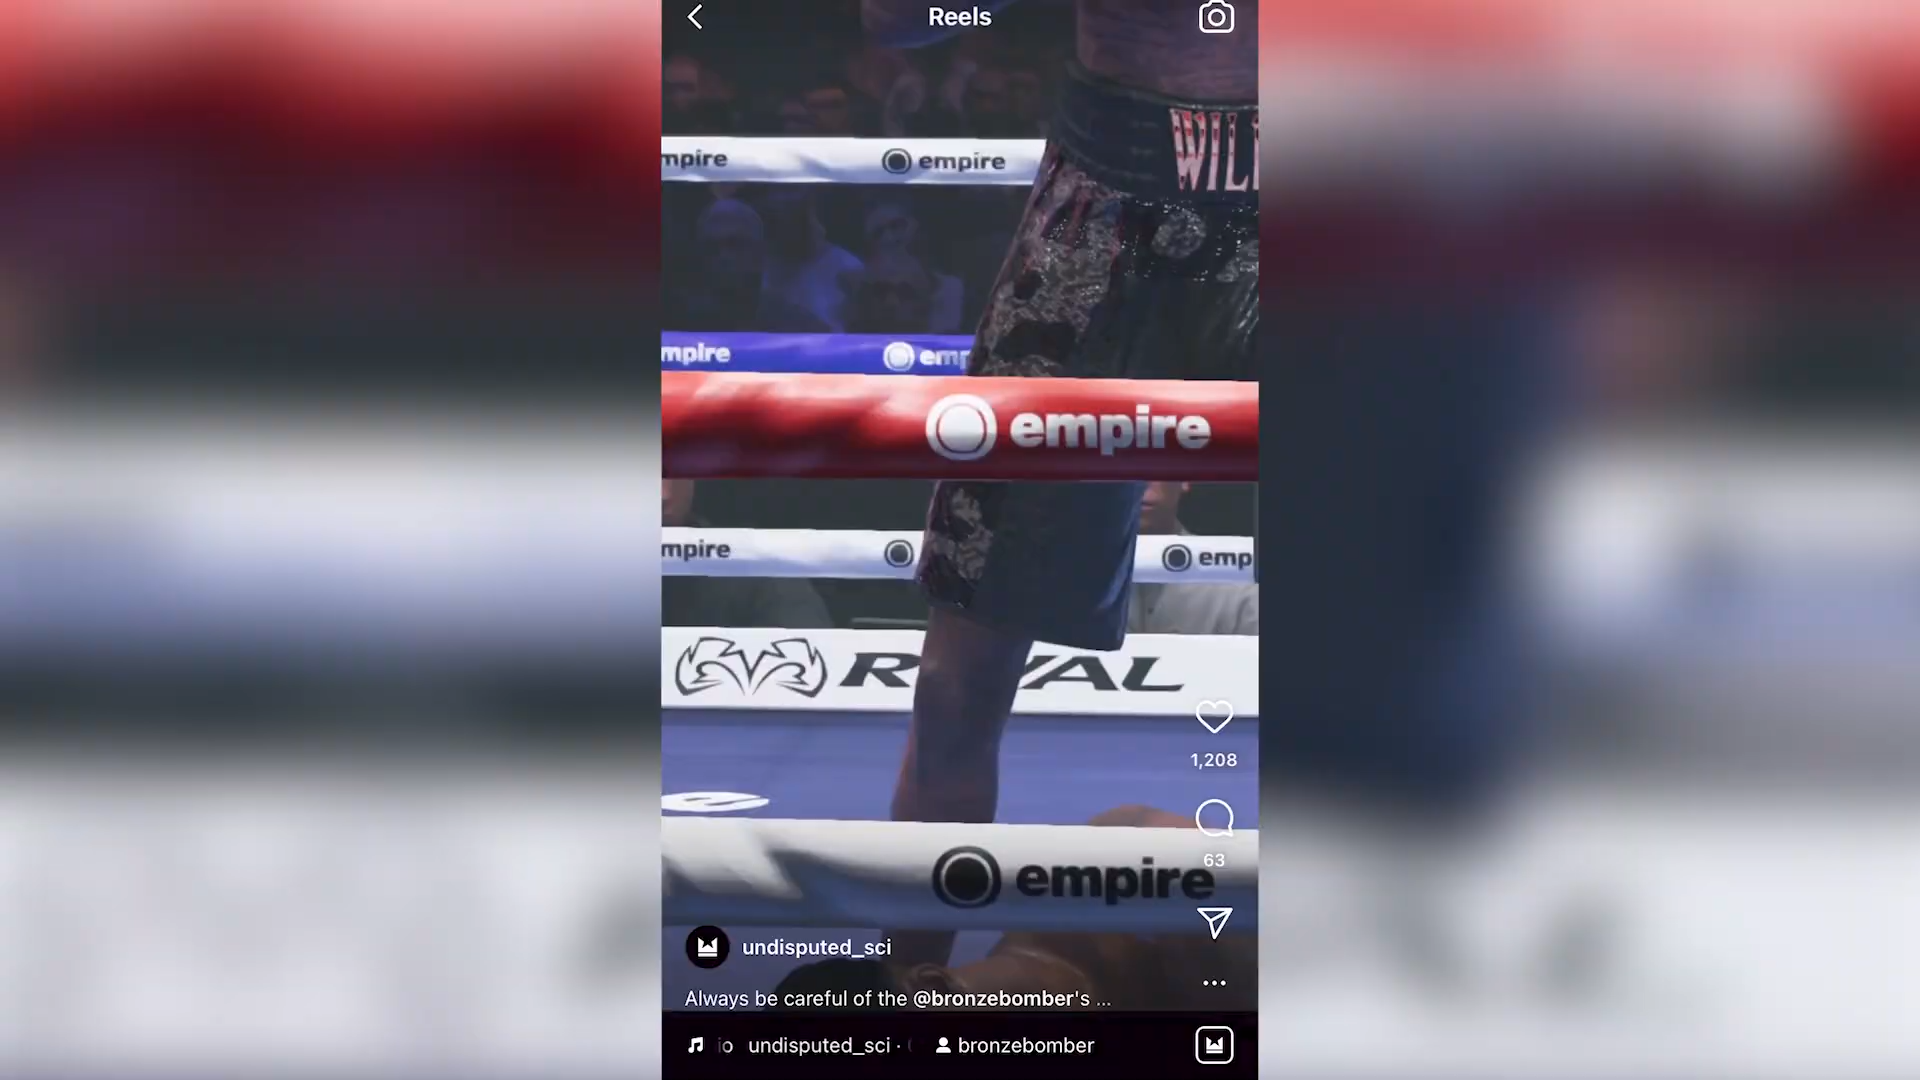 Reels
mpire
empire
WIL
mpire
emp
empire
mpire
emp
RIVAL
1,208
63
empire
undisputed_sci
Always be careful of the @bronzebomber's ...
io undisputed_sci ·
bronzebomber